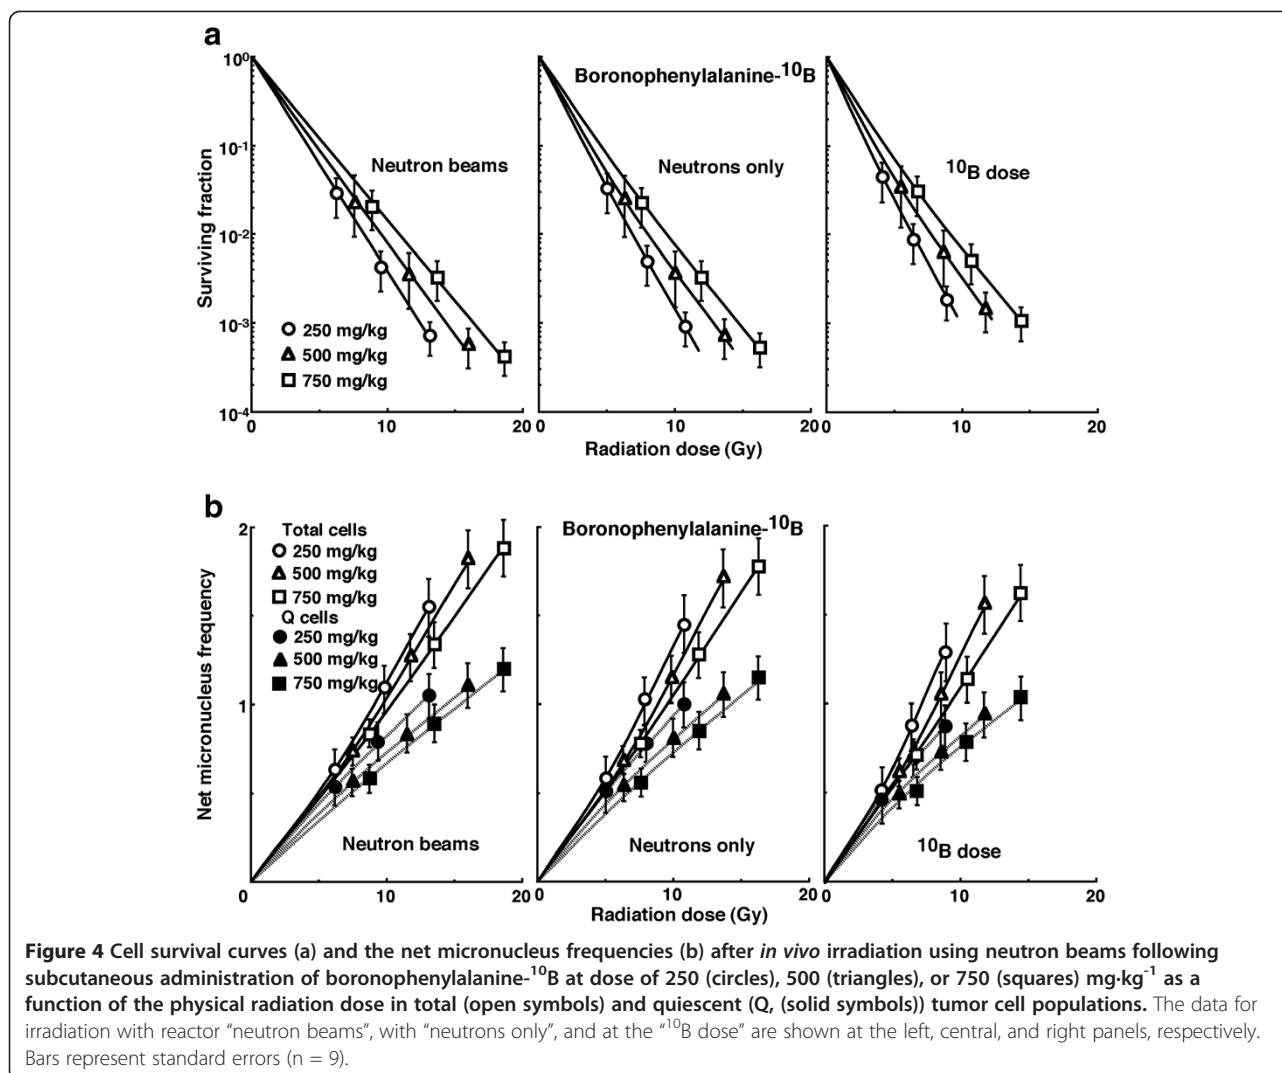 a
Boronophenylalanine-¹⁰B
Neutron beams
Neutrons only
¹⁰B dose
Surviving fraction
10⁰
10⁻¹
10⁻²
10⁻³
10⁻⁴
250 mg/kg
500 mg/kg
750 mg/kg
0 10 20
0 10 20
0 10 20
Radiation dose (Gy)
b
Boronophenylalanine-¹⁰B
Total cells
250 mg/kg
500 mg/kg
750 mg/kg
Q cells
250 mg/kg
500 mg/kg
750 mg/kg
Net micronucleus frequency
2
1
Neutron beams
Neutrons only
¹⁰B dose
0 10 20
0 10 20
0 10 20
Radiation dose (Gy)
Figure 4 Cell survival curves (a) and the net micronucleus frequencies (b) after in vivo irradiation using neutron beams following
subcutaneous administration of boronophenylalanine-¹⁰B at dose of 250 (circles), 500 (triangles), or 750 (squares) mg·kg⁻¹ as a
function of the physical radiation dose in total (open symbols) and quiescent (Q, (solid symbols)) tumor cell populations. The data for
irradiation with reactor “neutron beams”, with “neutrons only”, and at the “¹⁰B dose” are shown at the left, central, and right panels, respectively.
Bars represent standard errors (n = 9).